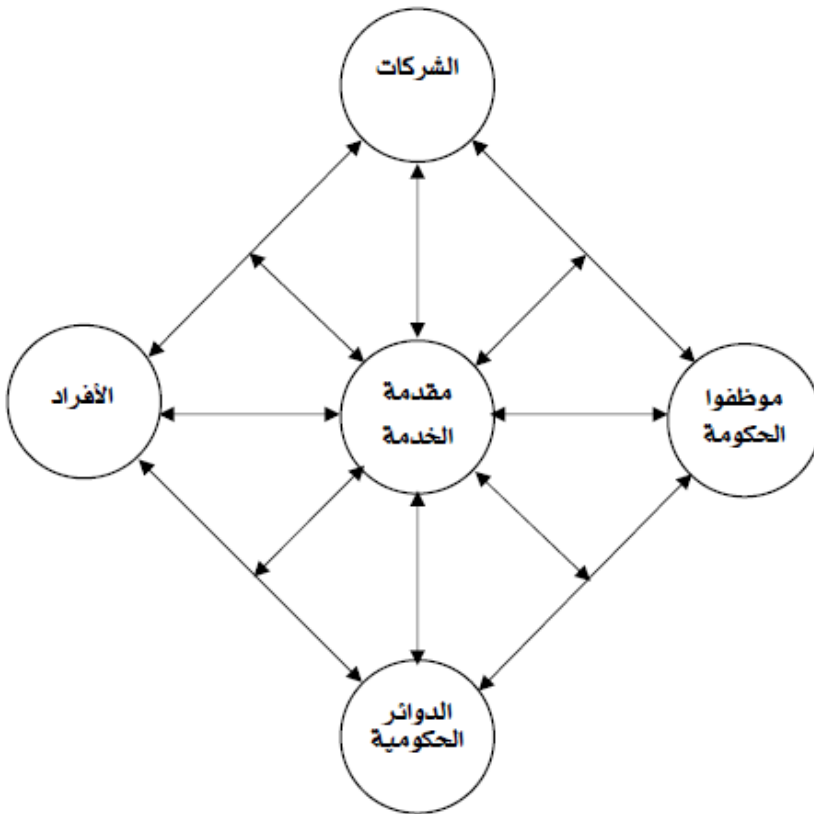 الشركات
الأفراد
مقدمة
الخدمة
موظفوا
الحكومة
الدوائر
الحكومية